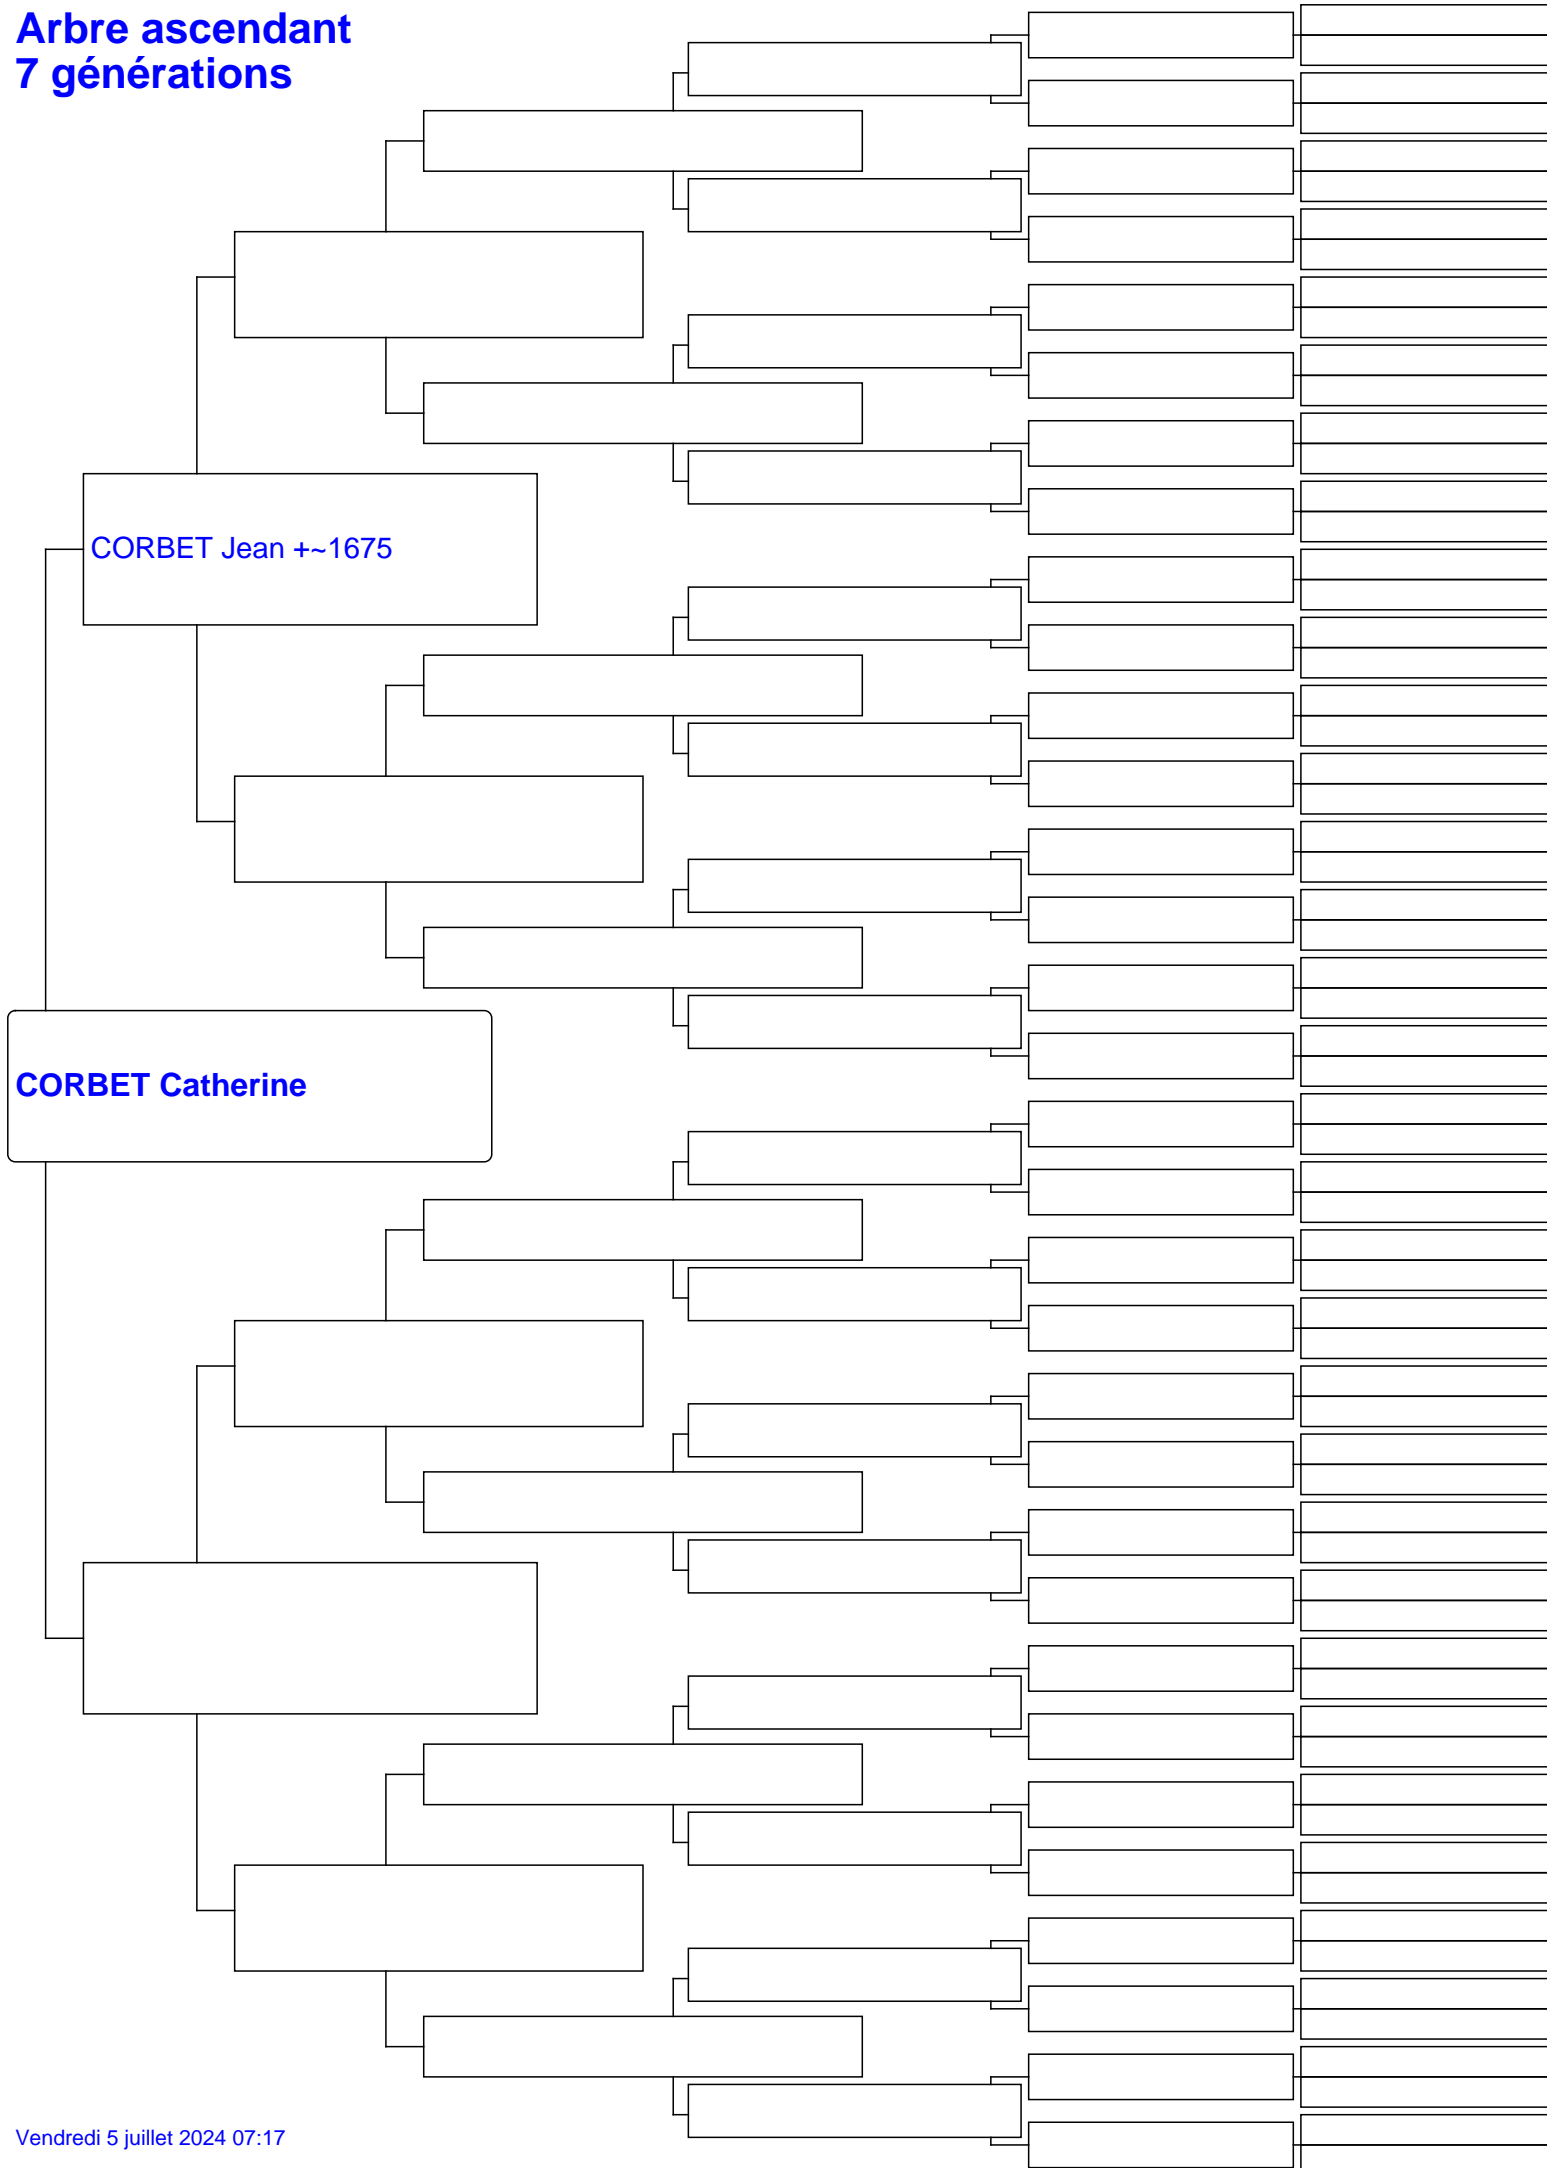 Arbre ascendant
7 générations
CORBET Jean +~1675
CORBET Catherine
Vendredi 5 juillet 2024 07:17